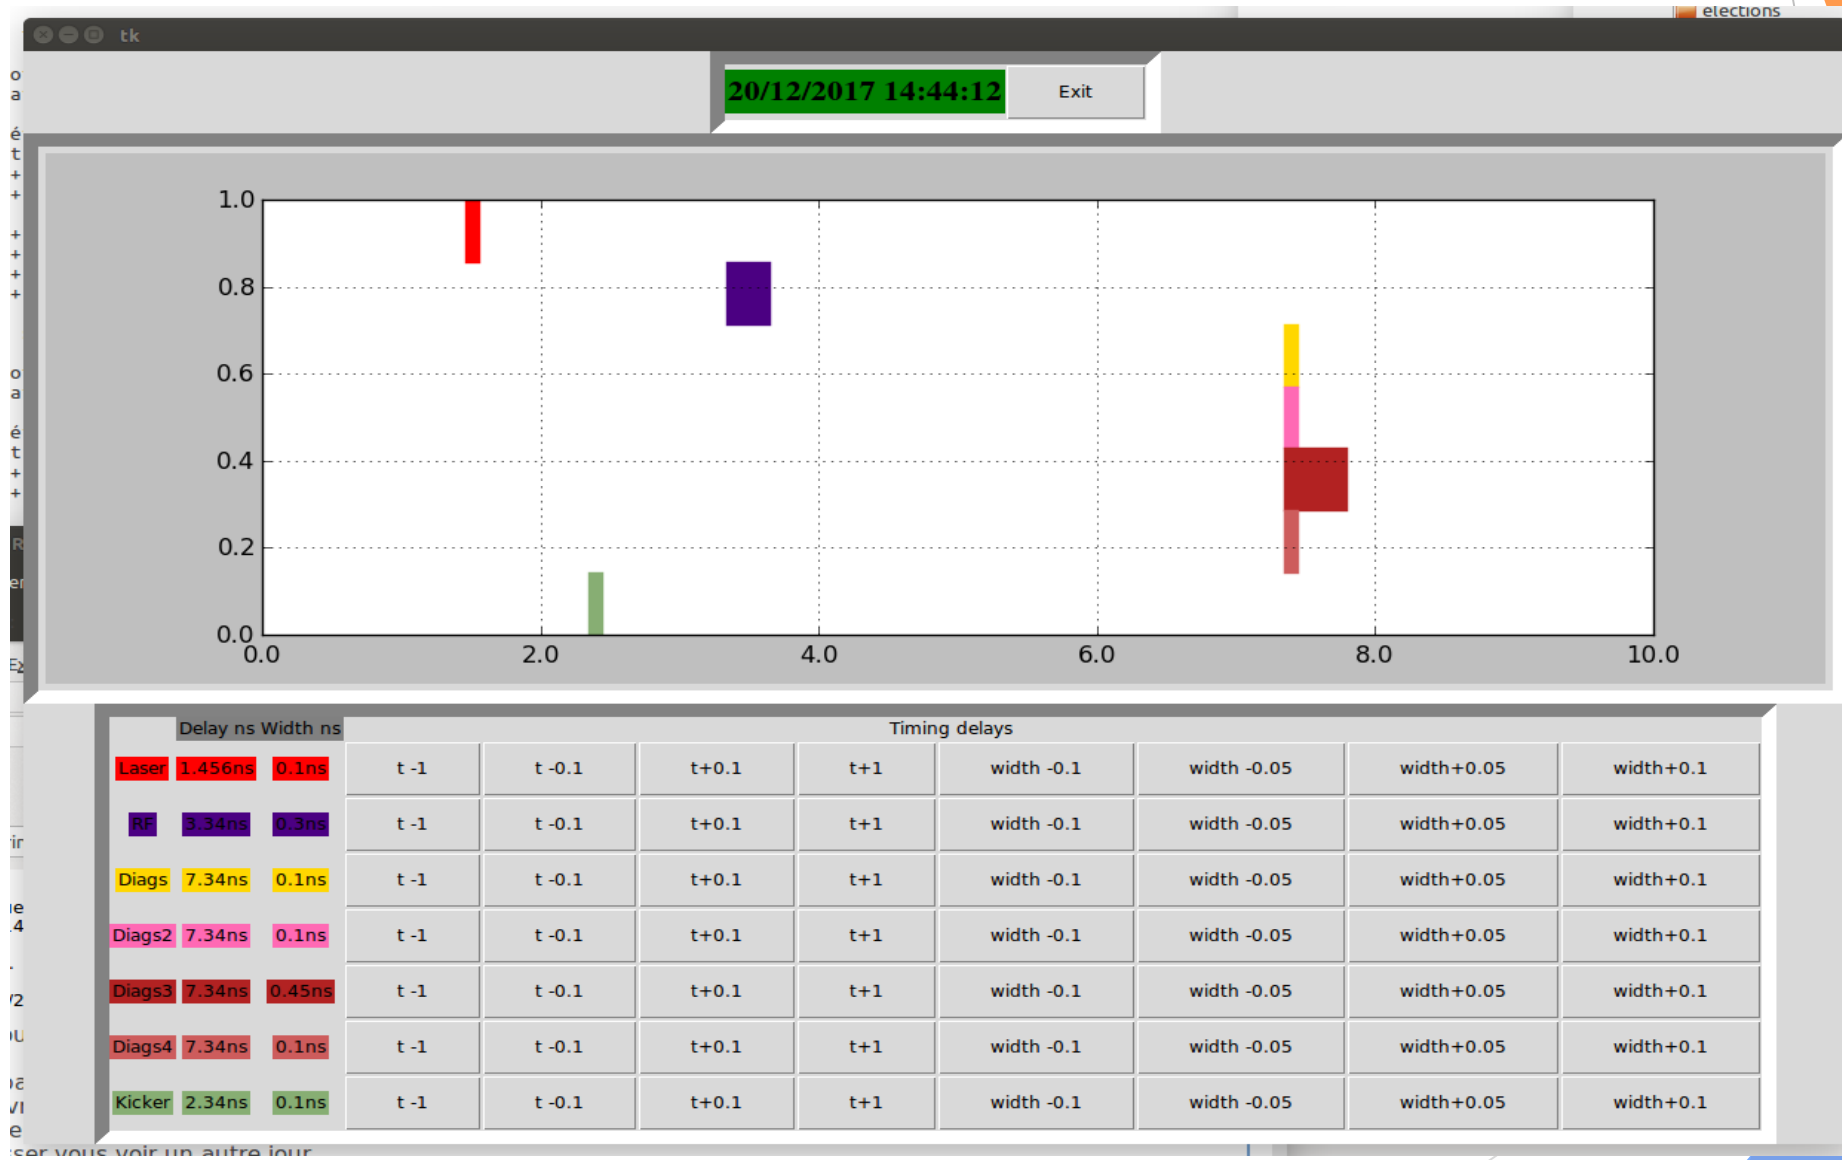 elections
tk
20/12/2017 14:44:12 Exit
1.0
0.8
0.6
0.4
0.2
0.0
0.0 2.0 4.0 6.0 8.0 10.0
Delay ns Width ns Timing delays
Laser 1.456ns 0.1ns t -1 t -0.1 t+0.1 t+1 width -0.1 width -0.05 width+0.05 width+0.1
RF 3.34ns 0.3ns t -1 t -0.1 t+0.1 t+1 width -0.1 width -0.05 width+0.05 width+0.1
Diags 7.34ns 0.1ns t -1 t -0.1 t+0.1 t+1 width -0.1 width -0.05 width+0.05 width+0.1
Diags2 7.34ns 0.1ns t -1 t -0.1 t+0.1 t+1 width -0.1 width -0.05 width+0.05 width+0.1
Diags3 7.34ns 0.45ns t -1 t -0.1 t+0.1 t+1 width -0.1 width -0.05 width+0.05 width+0.1
Diags4 7.34ns 0.1ns t -1 t -0.1 t+0.1 t+1 width -0.1 width -0.05 width+0.05 width+0.1
Kicker 2.34ns 0.1ns t -1 t -0.1 t+0.1 t+1 width -0.1 width -0.05 width+0.05 width+0.1
vous voir un autre jour